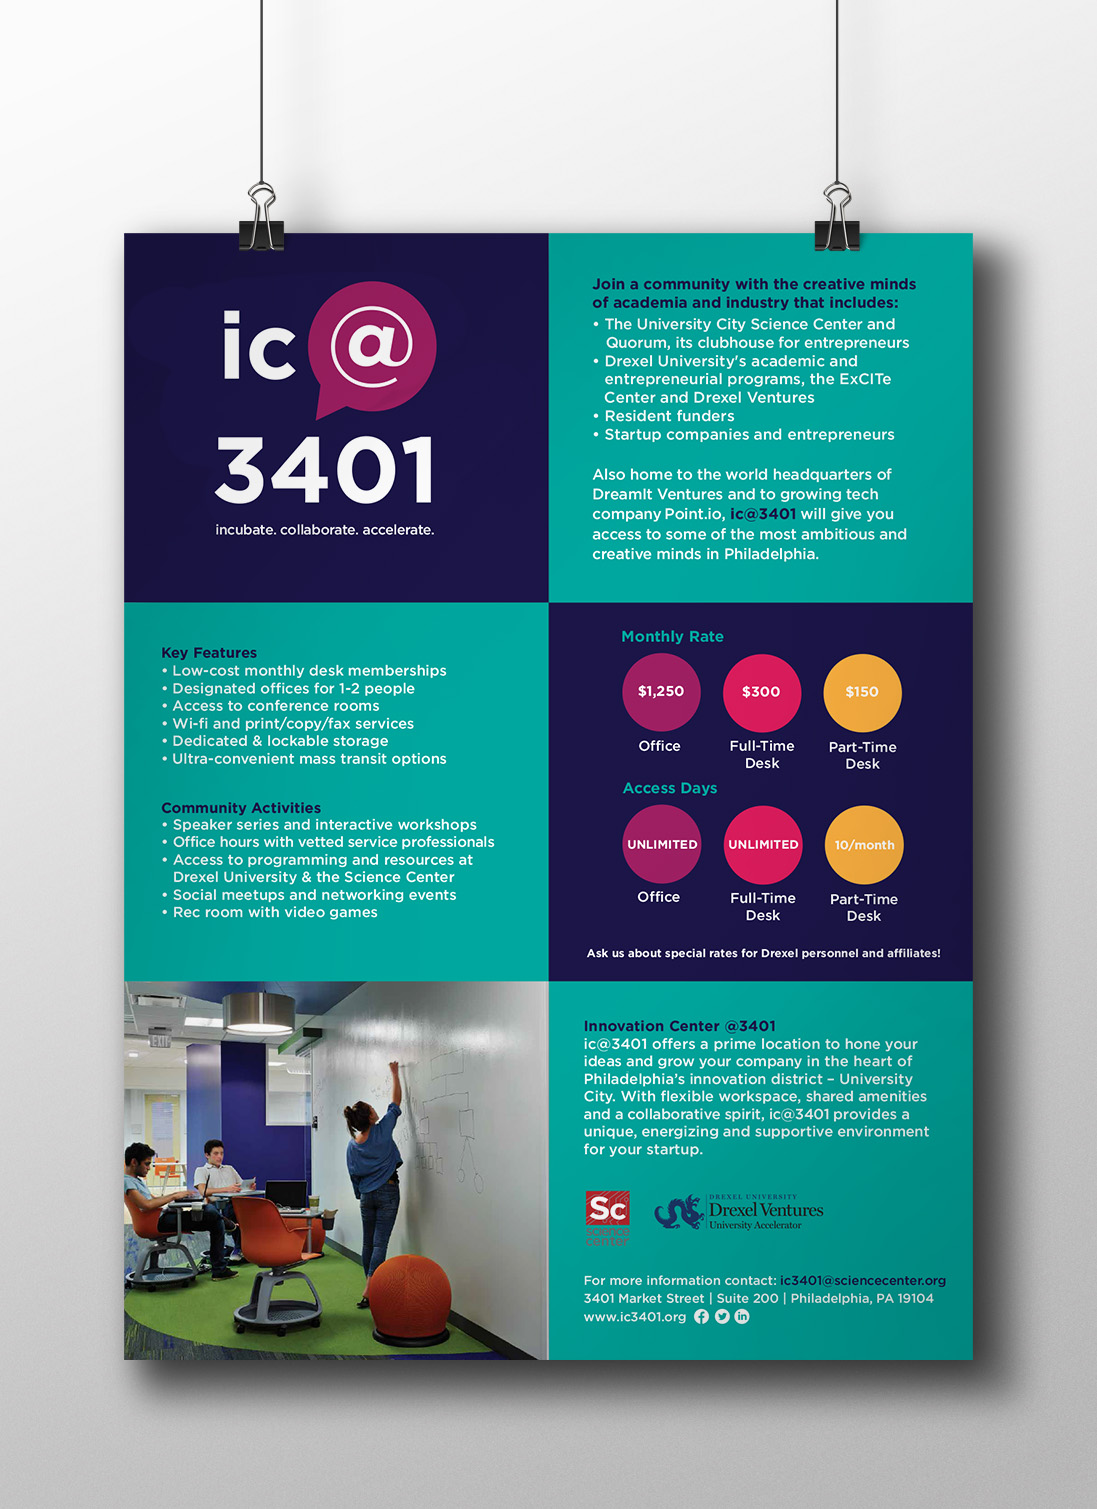 ic @
3401
incubate. collaborate. accelerate.
Join a community with the creative minds
of academia and industry that includes:
• The University City Science Center and
Quorum, its clubhouse for entrepreneurs
• Drexel University's academic and
entrepreneurial programs, the ExCITe
Center and Drexel Ventures
• Resident funders
• Startup companies and entrepreneurs
Also home to the world headquarters of
DreamIt Ventures and to growing tech
company Point.io, ic@3401 will give you
access to some of the most ambitious and
creative minds in Philadelphia.
Key Features
• Low-cost monthly desk memberships
• Designated offices for 1-2 people
• Access to conference rooms
• Wi-fi and print/copy/fax services
• Dedicated & lockable storage
• Ultra-convenient mass transit options
Community Activities
• Speaker series and interactive workshops
• Office hours with vetted service professionals
• Access to programming and resources at
Drexel University & the Science Center
• Social meetups and networking events
• Rec room with video games
Monthly Rate
$1,250 $300 $150
Office Full-Time Part-Time
Desk Desk
Access Days
UNLIMITED UNLIMITED 10/month
Office Full-Time Part-Time
Desk Desk
Ask us about special rates for Drexel personnel and affiliates!
EXIT
Innovation Center @3401
ic@3401 offers a prime location to hone your
ideas and grow your company in the heart of
Philadelphia's innovation district – University
City. With flexible workspace, shared amenities
and a collaborative spirit, ic@3401 provides a
unique, energizing and supportive environment
for your startup.
Sc
science
center
DREXEL UNIVERSITY
Drexel Ventures
University Accelerator
For more information contact: ic3401@sciencecenter.org
3401 Market Street | Suite 200 | Philadelphia, PA 19104
www.ic3401.org